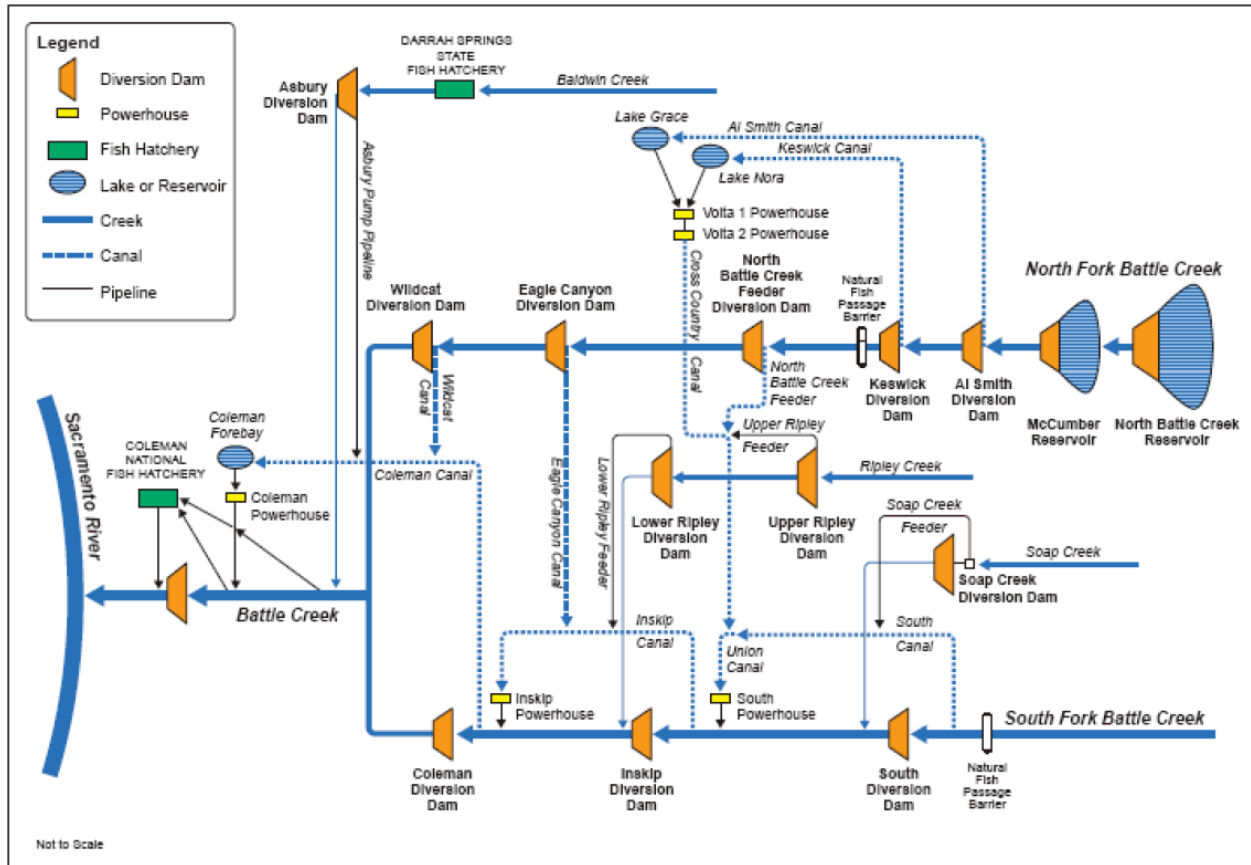 Legend
Diversion Dam
Powerhouse
Fish Hatchery
Lake or Reservoir
Creek
Canal
Pipeline
DARRAH SPRINGS
STATE
FISH HATCHERY
Baldwin Creek
Asbury
Diversion
Dam
Asbury Pump Pipeline
Lake Grace
Al Smith Canal
Keswick Canal
Lake Nora
Volta 1 Powerhouse
Volta 2 Powerhouse
Cross Country Canal
North
Battle Creek
Feeder
Diversion Dam
Natural
Fish
Passage
Barrier
North Fork Battle Creek
Wildcat
Diversion Dam
Eagle Canyon
Diversion Dam
Keswick
Diversion
Dam
Al Smith
Diversion
Dam
McCumber
Reservoir
North Battle Creek
Reservoir
North
Battle Creek
Feeder
Wildcat
Canal
Sacramento River
Coleman
Forebay
COLEMAN
NATIONAL
FISH HATCHERY
Coleman
Powerhouse
Coleman Canal
Eagle Canyon Canal
Lower Ripley Feeder
Upper Ripley
Feeder
Ripley Creek
Lower Ripley
Diversion
Dam
Upper Ripley
Diversion
Dam
Soap Creek
Feeder
Soap Creek
Soap Creek
Diversion Dam
Battle Creek
Inskip
Canal
Union
Canal
South
Canal
Inskip
Powerhouse
South
Powerhouse
South Fork Battle Creek
Coleman
Diversion
Dam
Inskip
Diversion
Dam
South
Diversion
Dam
Natural
Fish
Passage
Barrier
Not to Scale